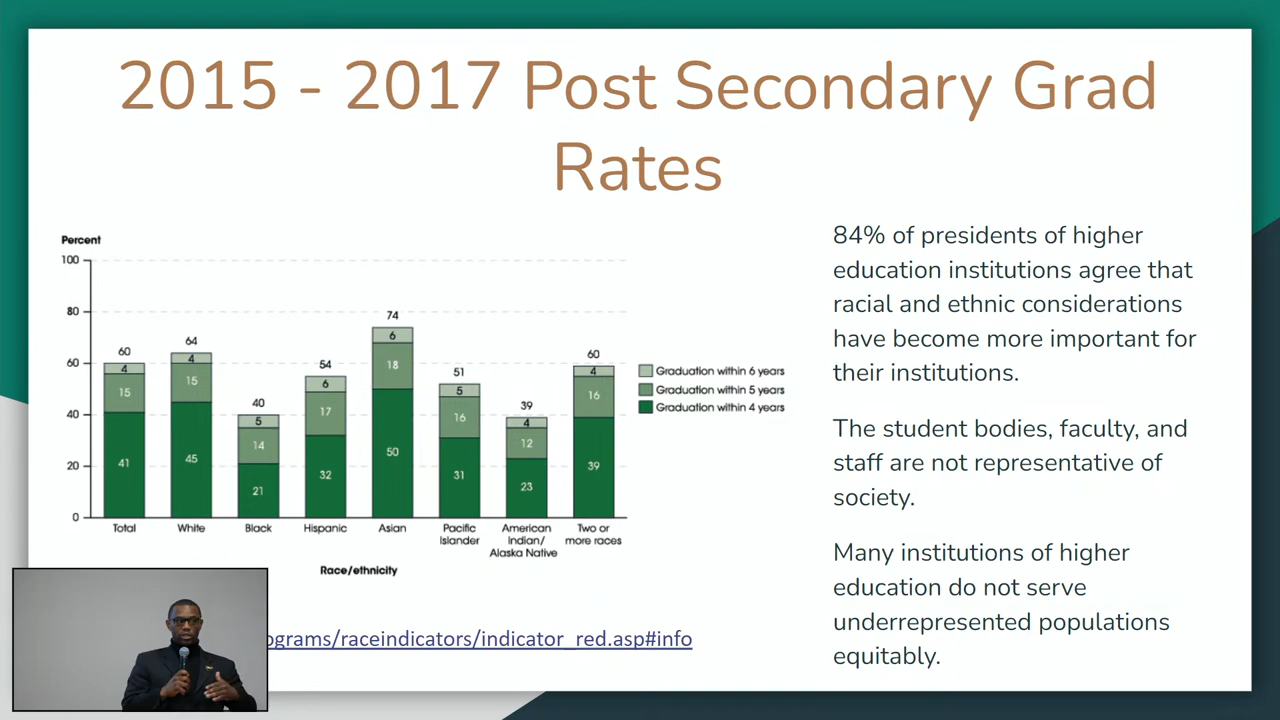 2015 - 2017 Post Secondary Grad
Rates
Percent
100
80
60
40
20
0
60
4
15
41
64
4
15
45
40
5
14
21
54
6
17
32
74
6
18
50
51
5
16
31
39
4
12
23
60
4
16
39
Total
White
Black
Hispanic
Asian
Pacific
Islander
American
Indian/
Alaska Native
Two or
more races
Race/ethnicity
Graduation within 6 years
Graduation within 5 years
Graduation within 4 years
ograms/raceindicators/indicator_red.asp#info
84% of presidents of higher
education institutions agree that
racial and ethnic considerations
have become more important for
their institutions.
The student bodies, faculty, and
staff are not representative of
society.
Many institutions of higher
education do not serve
underrepresented populations
equitably.